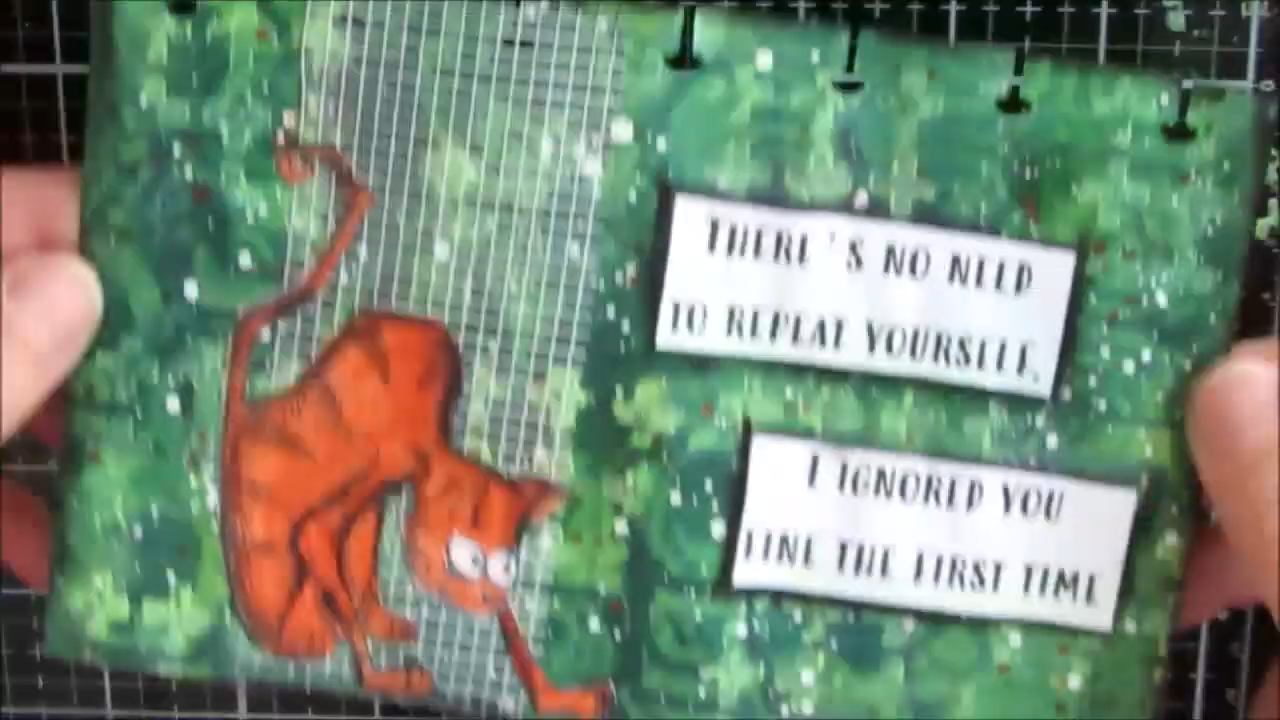 THERE'S NO NEED
TO REPEAT YOURSELF.
I IGNORED YOU
FINE THE FIRST TIME